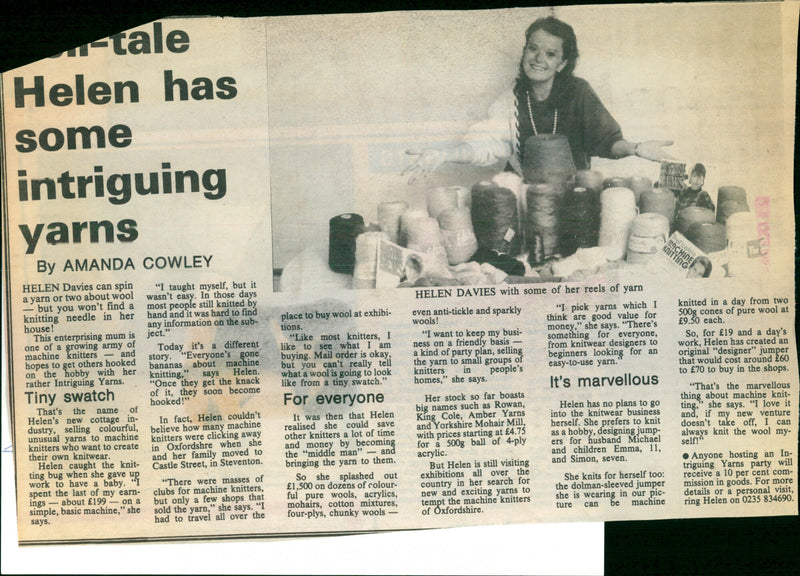 -tale
Helen has
some
intriguing
yarns
By AMANDA COWLEY
HELEN DAVIES with some of her reels of yarn
HELEN Davies can spin
a yarn or two about wool
— but you won't find a
knitting needle in her
house!
This enterprising mum is
one of a growing army of
machine knitters — and
hopes to get others hooked
on the hobby with her
rather Intriguing Yarns.
Tiny swatch
That's the name of
Helen's new cottage in-
dustry, selling colourful,
unusual yarns to machine
knitters who want to create
their own knitwear.
Helen caught the knit-
ting bug when she gave up
work to have a baby. "I
spent the last of my earn-
ings — about £199 — on a
simple, basic machine," she
says.
"I taught myself, but it
wasn't easy. In those days
most people still knitted by
hand and it was hard to find
any information on the sub-
ject."
Today it's a different
story. "Everyone's gone
bananas about machine
knitting," says Helen.
"Once they get the knack
of it, they soon become
hooked!"
In fact, Helen couldn't
believe how many machine
knitters were clicking away
in Oxfordshire when she
and her family moved to
Castle Street, in Steventon.
"There were masses of
clubs for machine knitters,
but only a few shops that
sold the yarn," she says. "I
had to travel all over the
place to buy wool at exhibi-
tions.
"Like most knitters, I
like to see what I am
buying. Mail order is okay,
but you can't really tell
what a wool is going to look
like from a tiny swatch."
For everyone
It was then that Helen
realised she could save
other knitters a lot of time
and money by becoming
the "middle man" — and
bringing the yarn to them.
So she splashed out
£1,500 on dozens of colour-
ful pure wools, acrylics,
mohairs, cotton mixtures,
four-plys, chunky wools —
even anti-tickle and sparkly
wools!
"I want to keep my busi-
ness on a friendly basis —
a kind of party plan, selling
the yarn to small groups of
knitters in people's
homes," she says.
Her stock so far boasts
big names such as Rowan,
King Cole, Amber Yarns
and Yorkshire Mohair Mill,
with prices starting at £4.75
for a 500g ball of 4-ply
acrylic.
But Helen is still visiting
exhibitions all over the
country in her search for
new and exciting yarns to
tempt the machine knitters
of Oxfordshire.
"I pick yarns which I
think are good value for
money," she says. "There's
something for everyone,
from knitwear designers to
beginners looking for an
easy-to-use yarn."
It's marvellous
Helen has no plans to go
into the knitwear business
herself. She prefers to knit
as a hobby, designing jump-
ers for husband Michael
and children Emma, 11,
and Simon, seven.
She knits for herself too:
the dolman-sleeved jumper
she is wearing in our pic-
ture can be machine
knitted in a day from two
500g cones of pure wool at
£9.50 each.
So, for £19 and a day's
work, Helen has created an
original "designer" jumper
that would cost around £60
to £70 to buy in the shops.
"That's the marvellous
thing about machine knit-
ting," she says. "I love it
and, if my new venture
doesn't take off, I can
always knit the wool my-
self!"
● Anyone hosting an In-
triguing Yarns party will
receive a 10 per cent com-
mission in goods. For more
details or a personal visit,
ring Helen on 0235 834690.
MACHINE
KNITTING